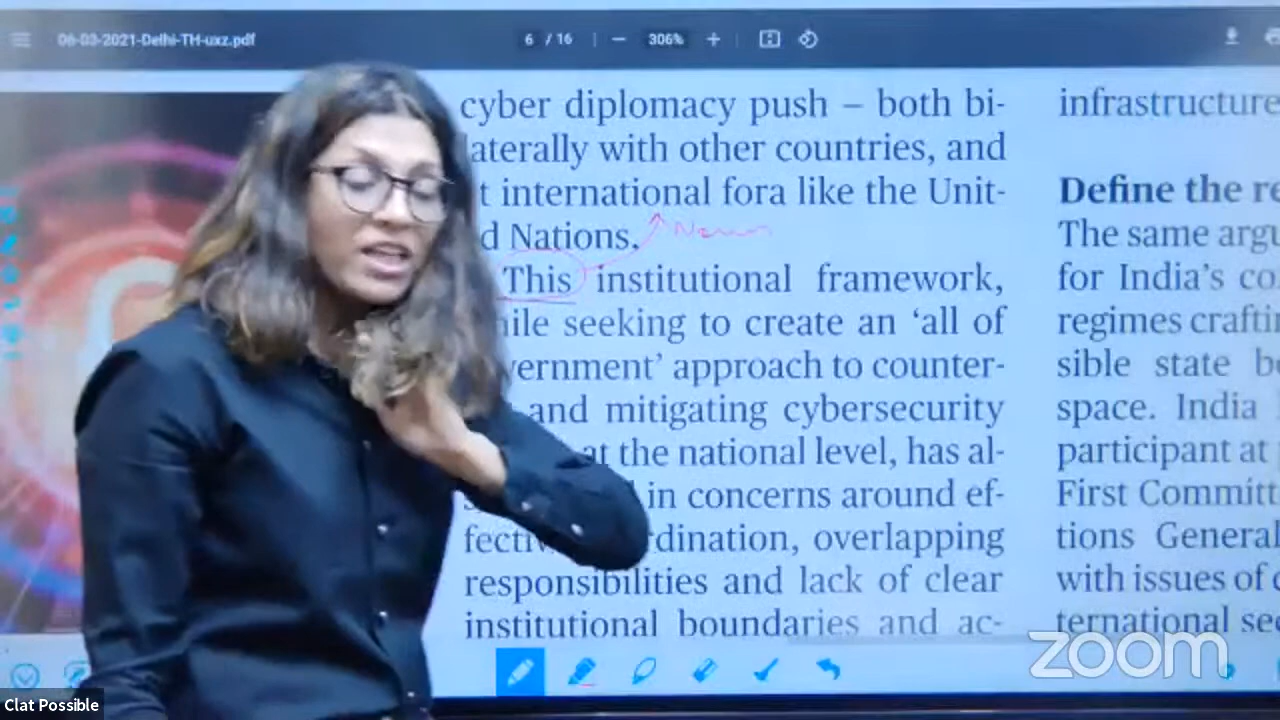 06-03-2021-Delhi-TH-uxz.pdf
6 / 16
306%
cyber diplomacy push – both bi-
aterally with other countries, and
t international fora like the Unit-
d Nations.
Noun
This institutional framework,
hile seeking to create an ‘all of
vernment’ approach to counter-
and mitigating cybersecurity
at the national level, has al-
in concerns around ef-
fectiv rdination, overlapping
responsibilities and lack of clear
institutional boundaries and ac-
infrastructure
Define the re
The same argu
for India’s co
regimes craftin
sible state b
space. India
participant at
First Committ
tions General
with issues of
ternational sec
zoom
Clat Possible